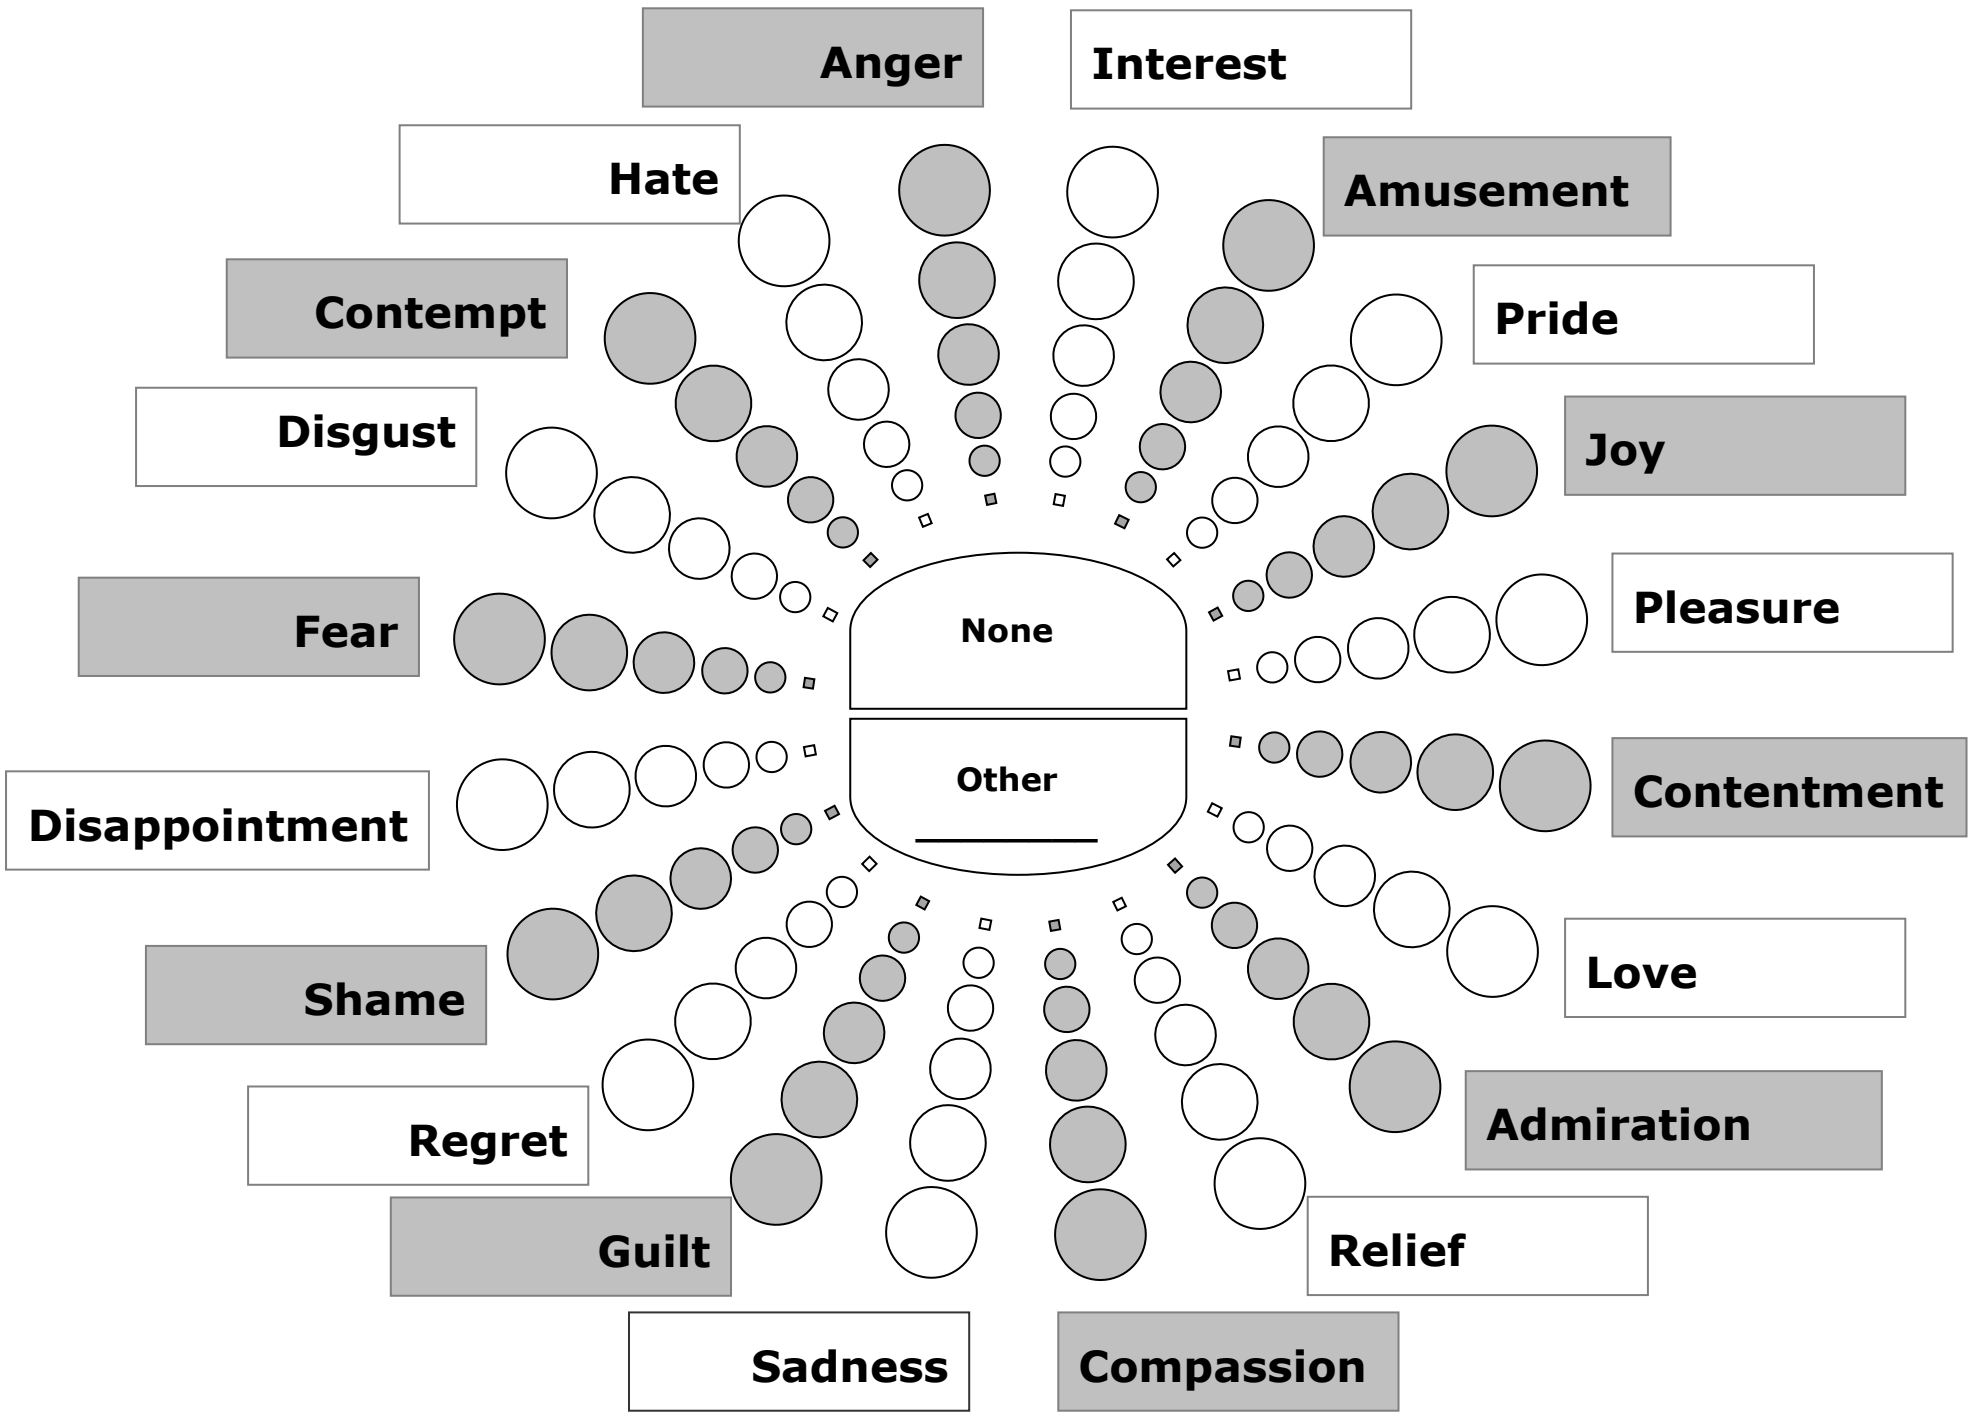 Anger
Interest
Hate
Amusement
Contempt
Pride
Disgust
Joy
Fear
None
Pleasure
Disappointment
Other
Contentment
Shame
Love
Regret
Admiration
Guilt
Relief
Sadness
Compassion